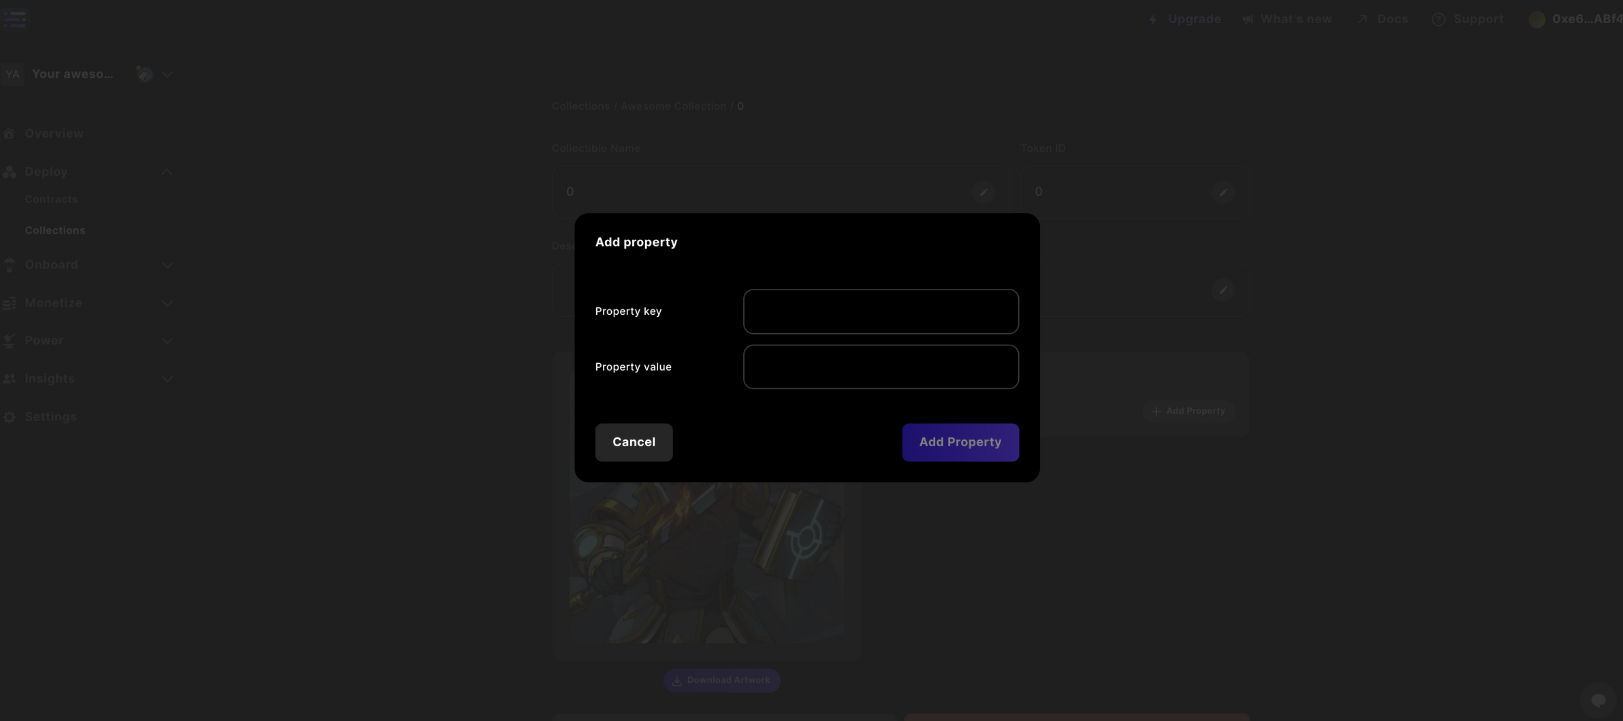 Upgrade
What's new
Docs
Support
0xe6...ABf4
YA
Your aweso...
Overview
Deploy
Contracts
Collections
Onboard
Monetize
Power
Insights
Settings
Collections / Awesome Collection / 0
Collectible Name
Token ID
0
0
Add property
Property key
Property value
Cancel
Add Property
Add Property
Download Artwork